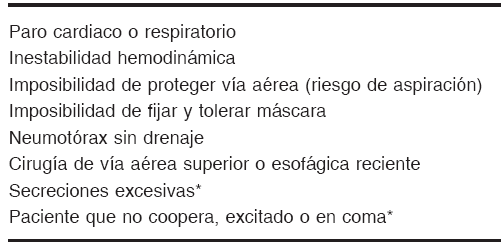 Paro cardiaco o respiratorio
Inestabilidad hemodinámica
Imposibilidad de proteger vía aérea (riesgo de aspiración)
Imposibilidad de fijar y tolerar máscara
Neumotórax sin drenaje
Cirugía de vía aérea superior o esofágica reciente
Secreciones excesivas*
Paciente que no coopera, excitado o en coma*